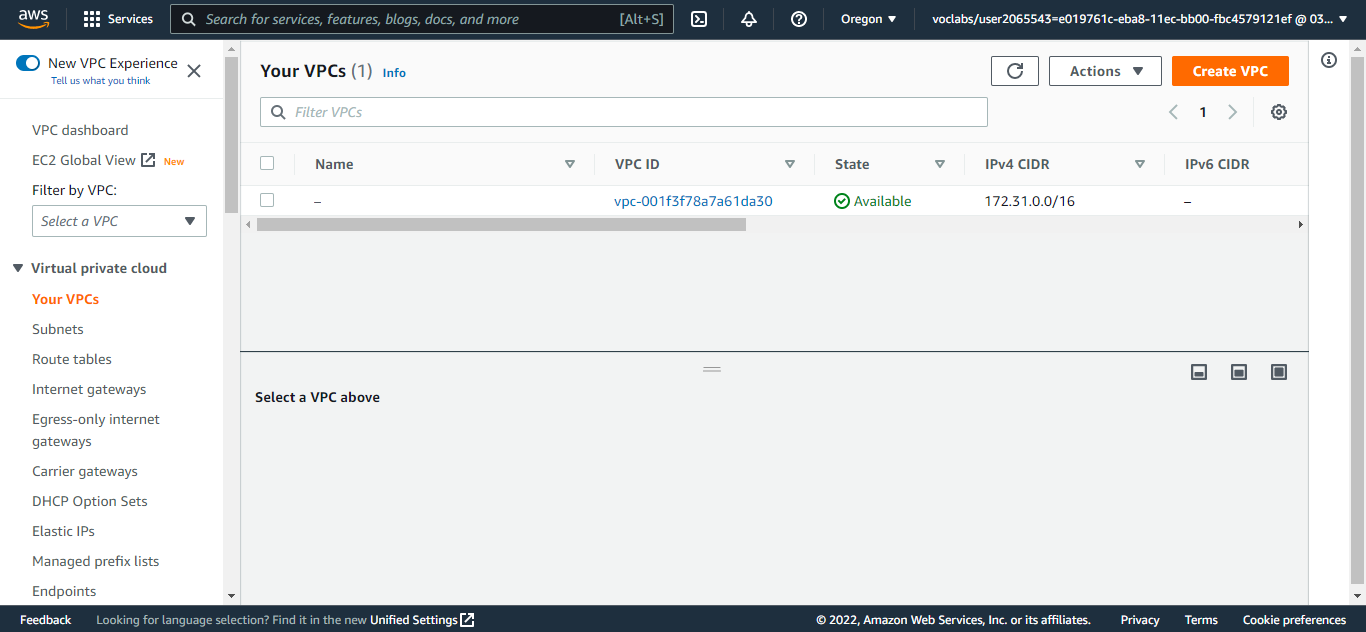 aws Services Search for services, features, blogs, docs, and more [Alt+S] Oregon ▼ voclabs/user2065543=e019761c-eba8-11ec-bb00-fbc4579121ef @ 03... ▼
New VPC Experience
Tell us what you think
VPC dashboard
EC2 Global View New
Filter by VPC:
Select a VPC
Virtual private cloud
Your VPCs
Subnets
Route tables
Internet gateways
Egress-only internet
gateways
Carrier gateways
DHCP Option Sets
Elastic IPs
Managed prefix lists
Endpoints
Your VPCs (1) Info
Actions ▼ Create VPC
Filter VPCs
1
Name VPC ID State IPv4 CIDR IPv6 CIDR
– vpc-001f3f78a7a61da30 Available 172.31.0.0/16 –
Select a VPC above
Feedback Looking for language selection? Find it in the new Unified Settings © 2022, Amazon Web Services, Inc. or its affiliates. Privacy Terms Cookie preferences